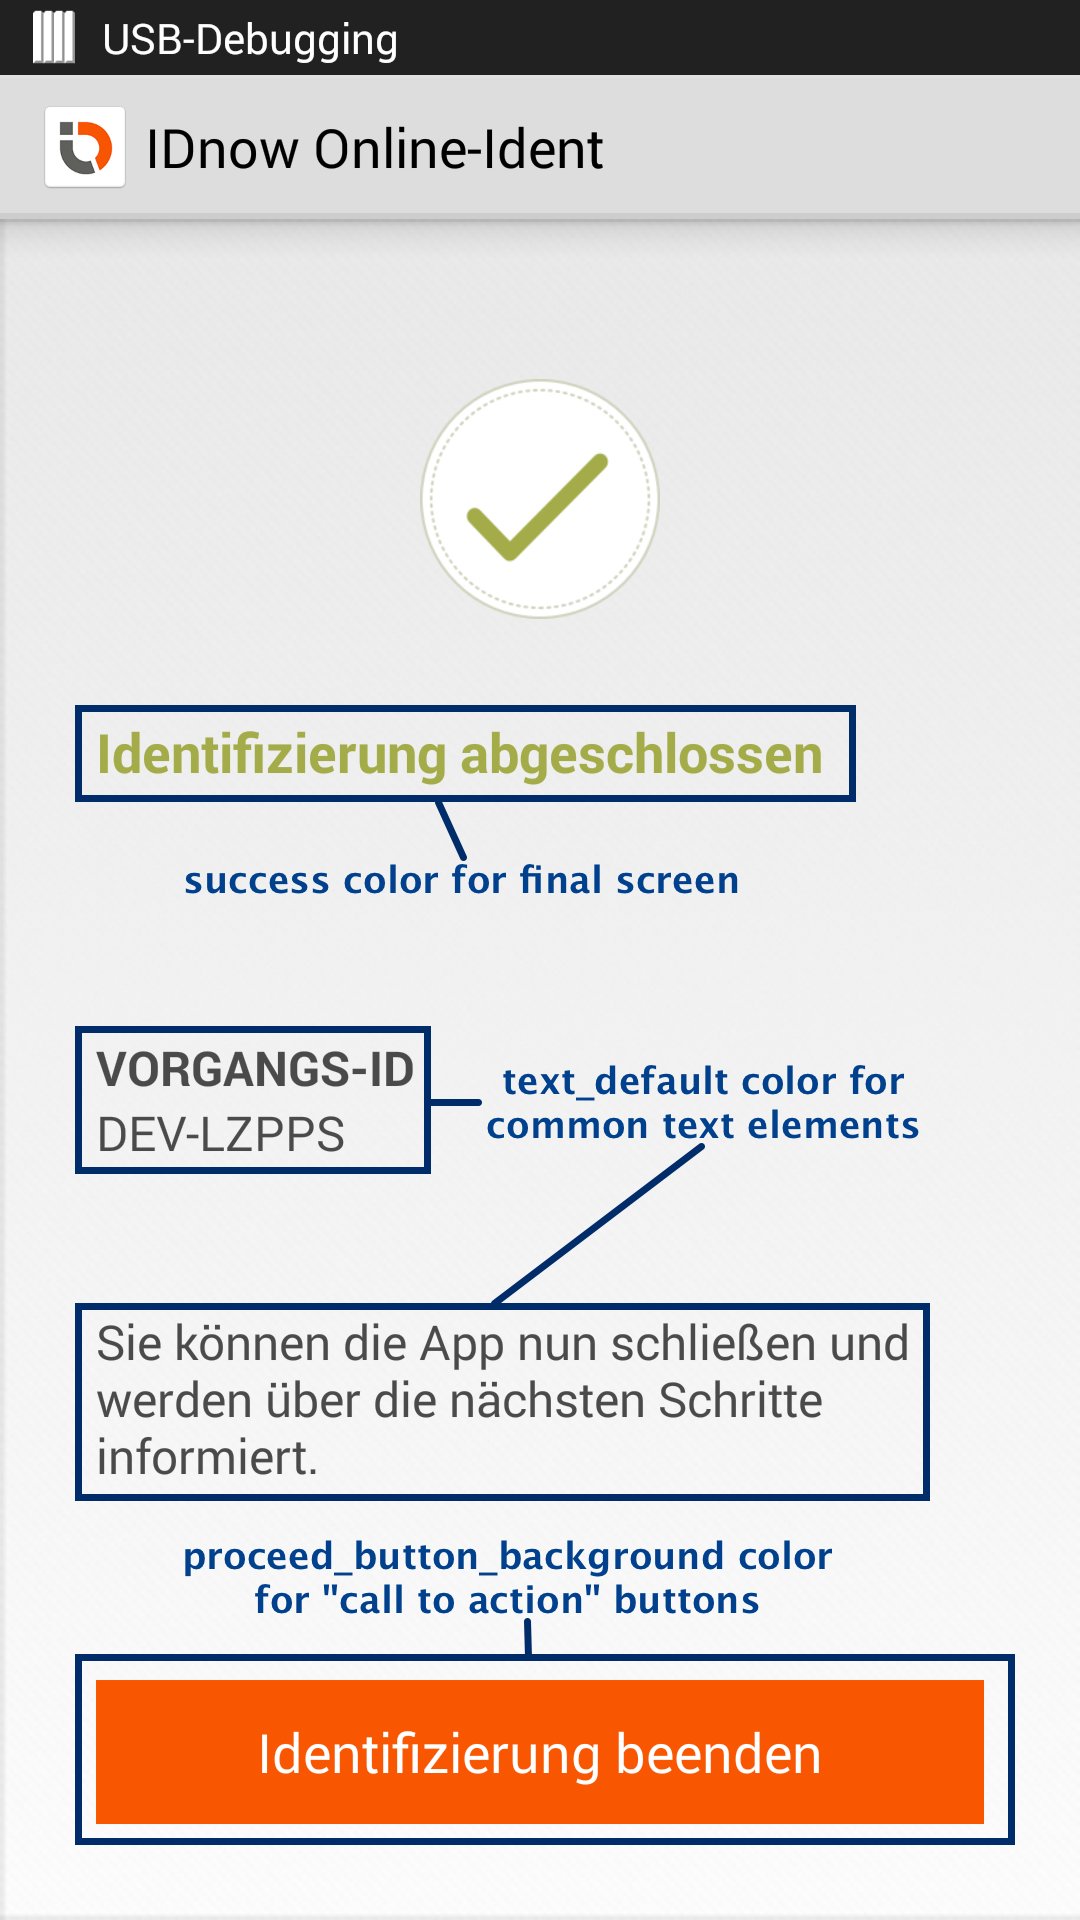 USB-Debugging
IDnow Online-Ident
Identifizierung abgeschlossen
success color for final screen
VORGANGS-ID
DEV-LZPPS
text_default color for
common text elements
Sie können die App nun schließen und
werden über die nächsten Schritte
informiert.
proceed_button_background color
for "call to action" buttons
Identifizierung beenden